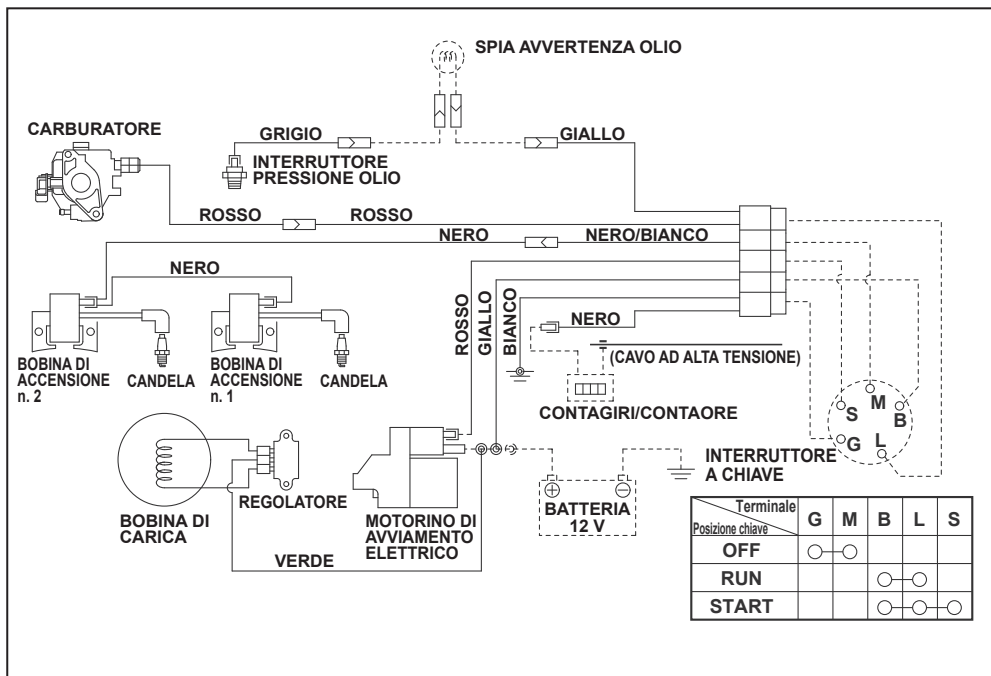 SPIA AVVERTENZA OLIO
CARBURATORE
GRIGIO
GIALLO
INTERRUTTORE
PRESSIONE OLIO
ROSSO
ROSSO
NERO
NERO/BIANCO
NERO
ROSSO
GIALLO
BIANCO
NERO
(CAVO AD ALTA TENSIONE)
BOBINA DI
ACCENSIONE
n. 2
CANDELA
BOBINA DI
ACCENSIONE
n. 1
CANDELA
CONTAGIRI/CONTAORE
S
M
B
G
L
INTERRUTTORE
A CHIAVE
REGOLATORE
BOBINA DI
CARICA
MOTORINO DI
AVVIAMENTO
ELETTRICO
BATTERIA
12 V
VERDE
Terminale
Posizione chiave
G M B L S
OFF
RUN
START